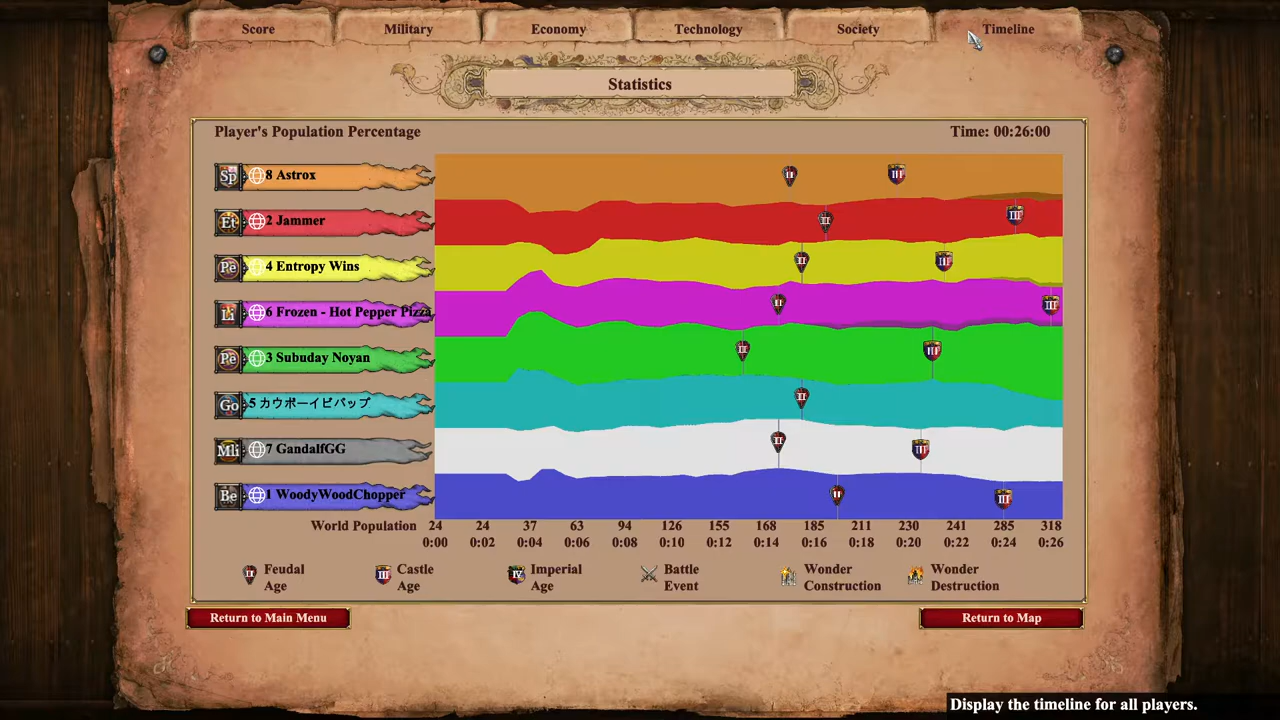 Score Military Economy Technology Society Timeline
Statistics
Player's Population Percentage Time: 00:26:00
Sp 8 Astrox
Et 2 Jammer
Pe 4 Entropy Wins
Li 6 Frozen - Hot Pepper Pizza
Pe 3 Subuday Noyan
Go 5 カウボーイビバップ
Mli 7 GandalfGG
Be 1 WoodyWoodChopper
World Population 24 24 37 63 94 126 155 168 185 211 230 241 285 318
0:00 0:02 0:04 0:06 0:08 0:10 0:12 0:14 0:16 0:18 0:20 0:22 0:24 0:26
II Feudal Age
III Castle Age
IV Imperial Age
Battle Event
Wonder Construction
Wonder Destruction
Return to Main Menu Return to Map
Display the timeline for all players.